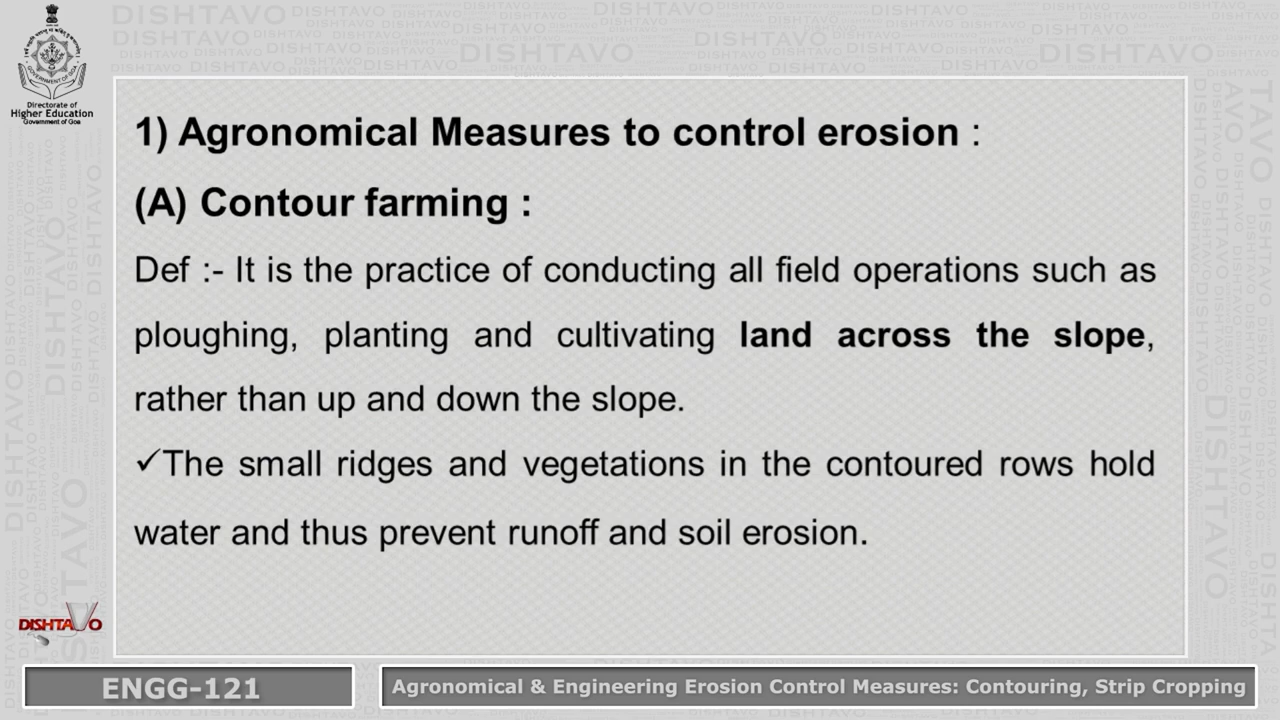 Directorate of
Higher Education
Government of Goa
1) Agronomical Measures to control erosion :
(A) Contour farming :
Def :- It is the practice of conducting all field operations such as
ploughing, planting and cultivating land across the slope,
rather than up and down the slope.
✓The small ridges and vegetations in the contoured rows hold
water and thus prevent runoff and soil erosion.
DISHTAVO
ENGG-121
Agronomical & Engineering Erosion Control Measures: Contouring, Strip Cropping